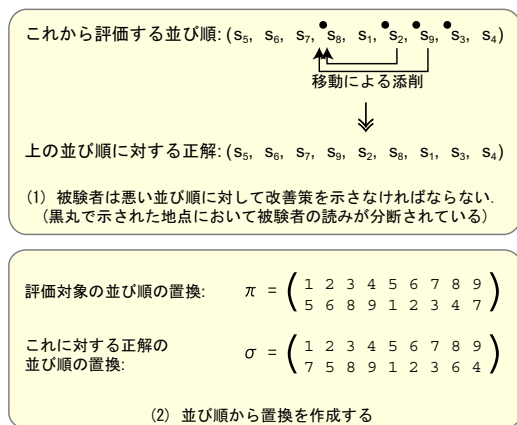 これから評価する並び順: (s₅, s₆, s₇, s₈, s₁, s₂, s₉, s₃, s₄)
移動による添削
上の並び順に対する正解: (s₅, s₆, s₇, s₉, s₂, s₈, s₁, s₃, s₄)
(1) 被験者は悪い並び順に対して改善策を示さなければならない.
(黒丸で示された地点において被験者の読みが分断されている)
評価対象の並び順の置換: π = ( 1 2 3 4 5 6 7 8 9
5 6 8 9 1 2 3 4 7 )
これに対する正解の
並び順の置換: σ = ( 1 2 3 4 5 6 7 8 9
7 5 8 9 1 2 3 6 4 )
(2) 並び順から置換を作成する